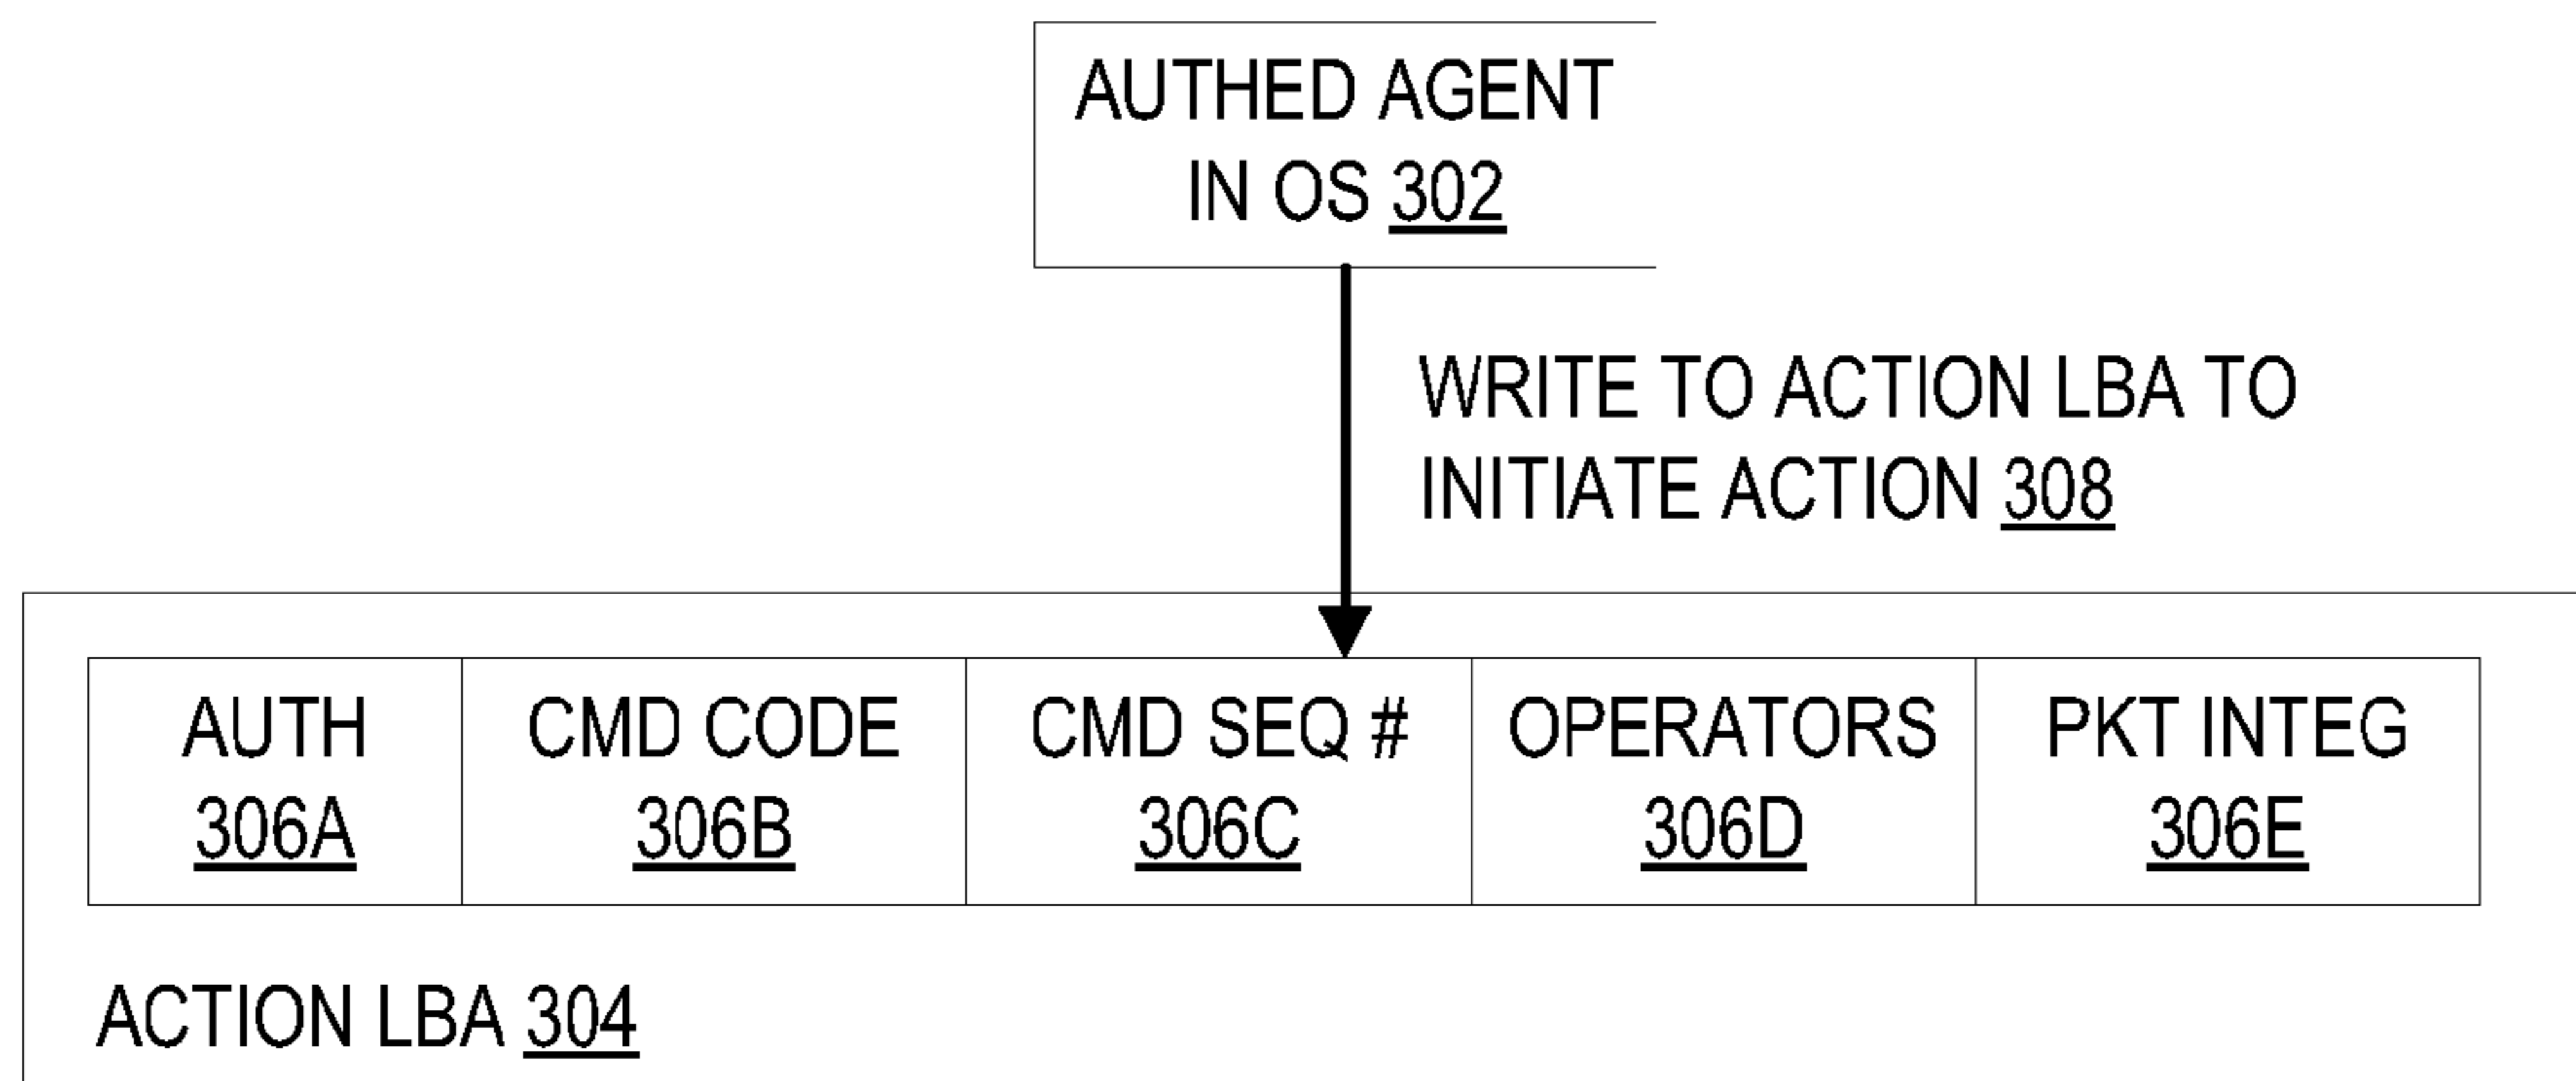 AUTHED AGENT
IN OS 302
WRITE TO ACTION LBA TO
INITIATE ACTION 308
AUTH
306A
CMD CODE
306B
CMD SEQ #
306C
OPERATORS
306D
PKT INTEG
306E
ACTION LBA 304